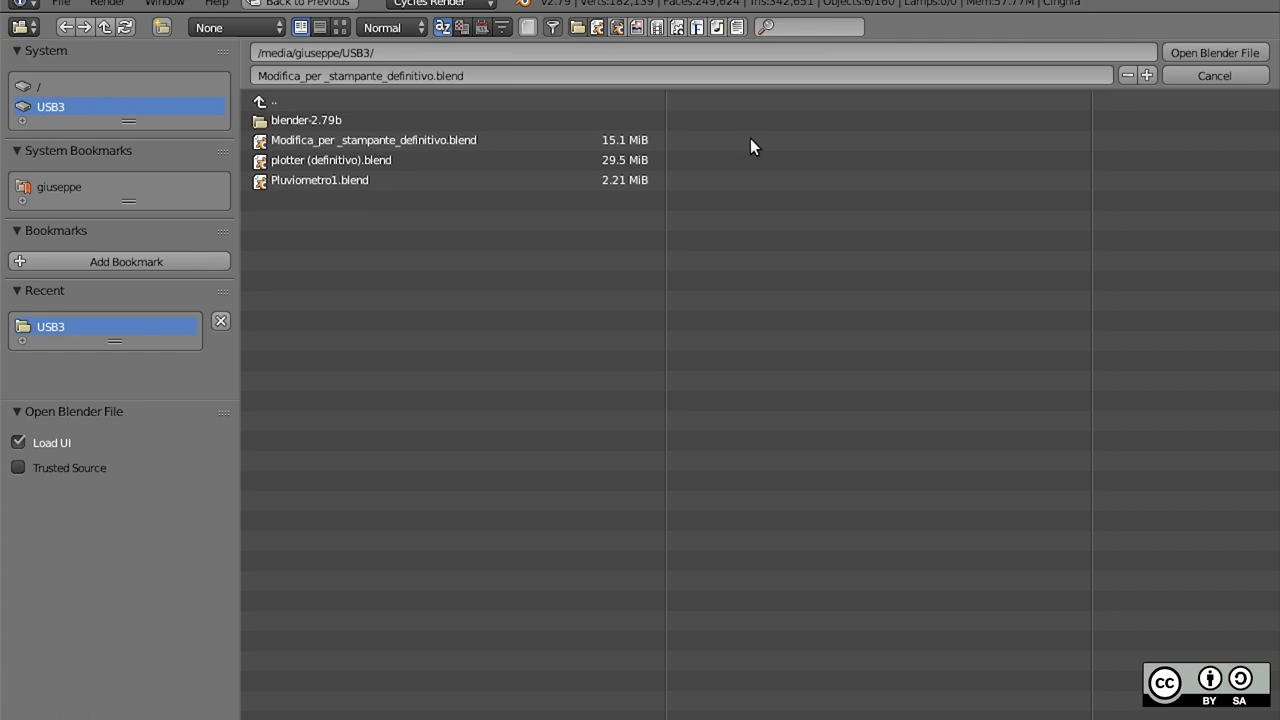 File Render Window Help Back to Previous Cycles Render v2.79 | Verts:182,139 | Faces:249,624 | Tris:342,651 | Objects:6/160 | Lamps:0/0 | Mem:57.77M | Cinghia
None Normal
System
/
USB3
System Bookmarks
giuseppe
Bookmarks
Add Bookmark
Recent
USB3
Open Blender File
Load UI
Trusted Source
/media/giuseppe/USB3/ Open Blender File
Modifica_per _stampante_definitivo.blend Cancel
..
blender-2.79b
Modifica_per _stampante_definitivo.blend 15.1 MiB
plotter (definitivo).blend 29.5 MiB
Pluviometro1.blend 2.21 MiB
CC
BY SA